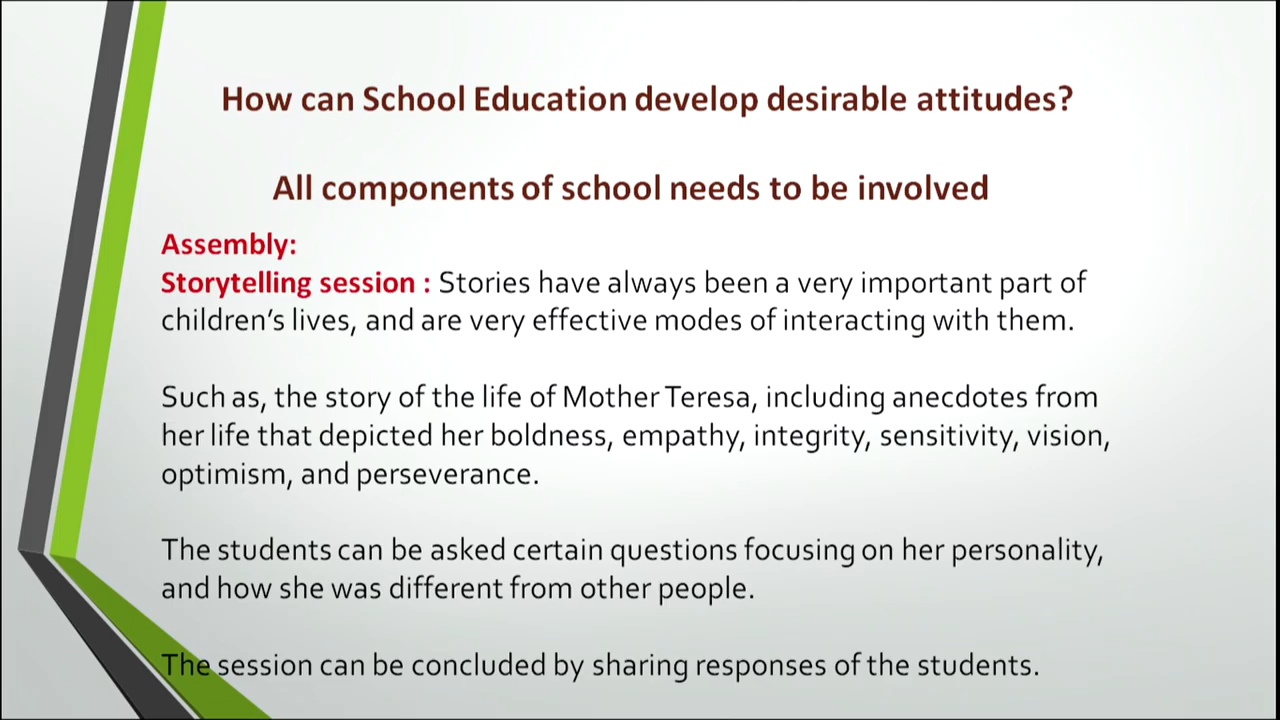 How can School Education develop desirable attitudes?
All components of school needs to be involved
Assembly:
Storytelling session : Stories have always been a very important part of
children’s lives, and are very effective modes of interacting with them.
Such as, the story of the life of Mother Teresa, including anecdotes from
her life that depicted her boldness, empathy, integrity, sensitivity, vision,
optimism, and perseverance.
The students can be asked certain questions focusing on her personality,
and how she was different from other people.
The session can be concluded by sharing responses of the students.